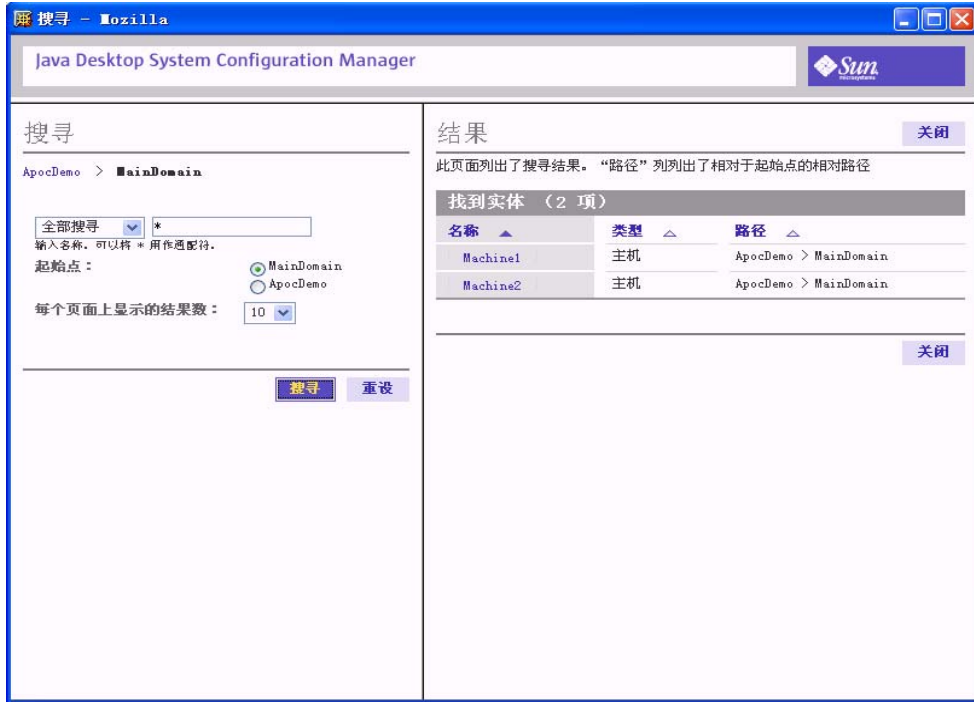 搜寻 - Mozilla
Java Desktop System Configuration Manager
Sun
microsystems
搜寻
ApocDemo > MainDomain
全部搜寻 *
输入名称。可以将 * 用作通配符。
起始点：
MainDomain
ApocDemo
每个页面上显示的结果数：
10
搜寻 重设
结果
关闭
此页面列出了搜寻结果。“路径”列列出了相对于起始点的相对路径
找到实体 （2 项）
名称 类型 路径
Machine1 主机 ApocDemo > MainDomain
Machine2 主机 ApocDemo > MainDomain
关闭